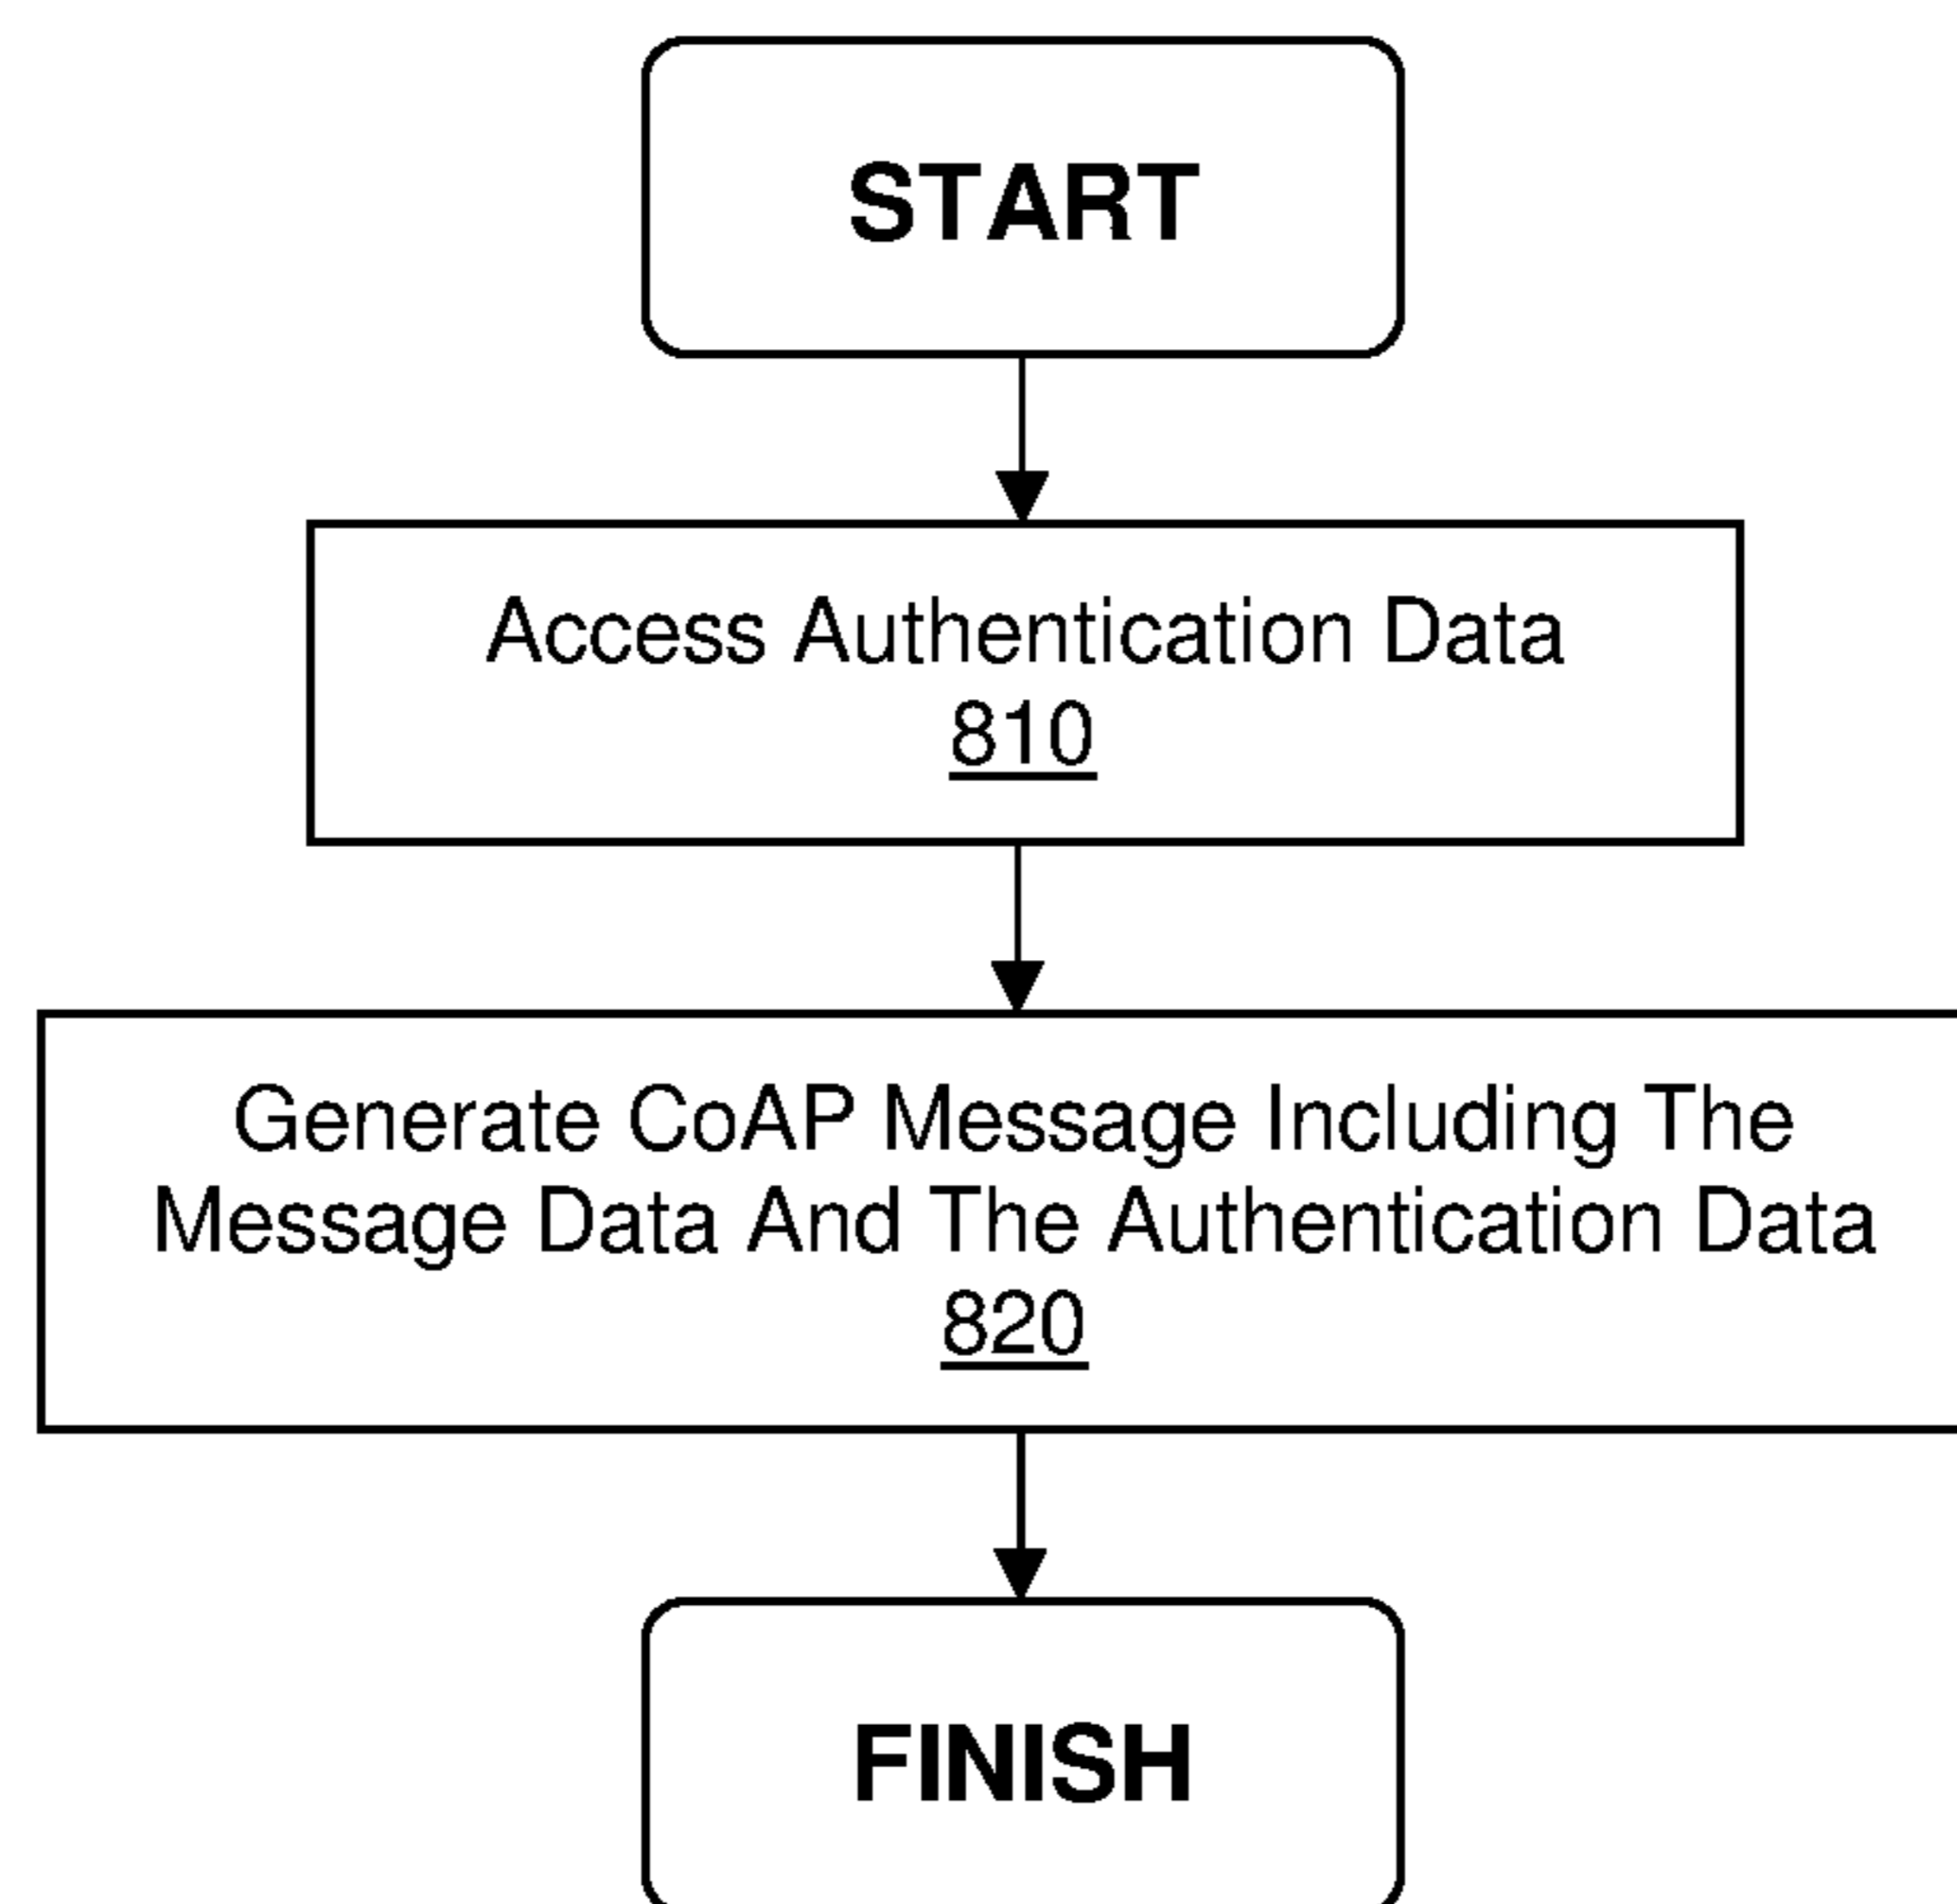 START
Access Authentication Data
810
Generate CoAP Message Including The
Message Data And The Authentication Data
820
FINISH